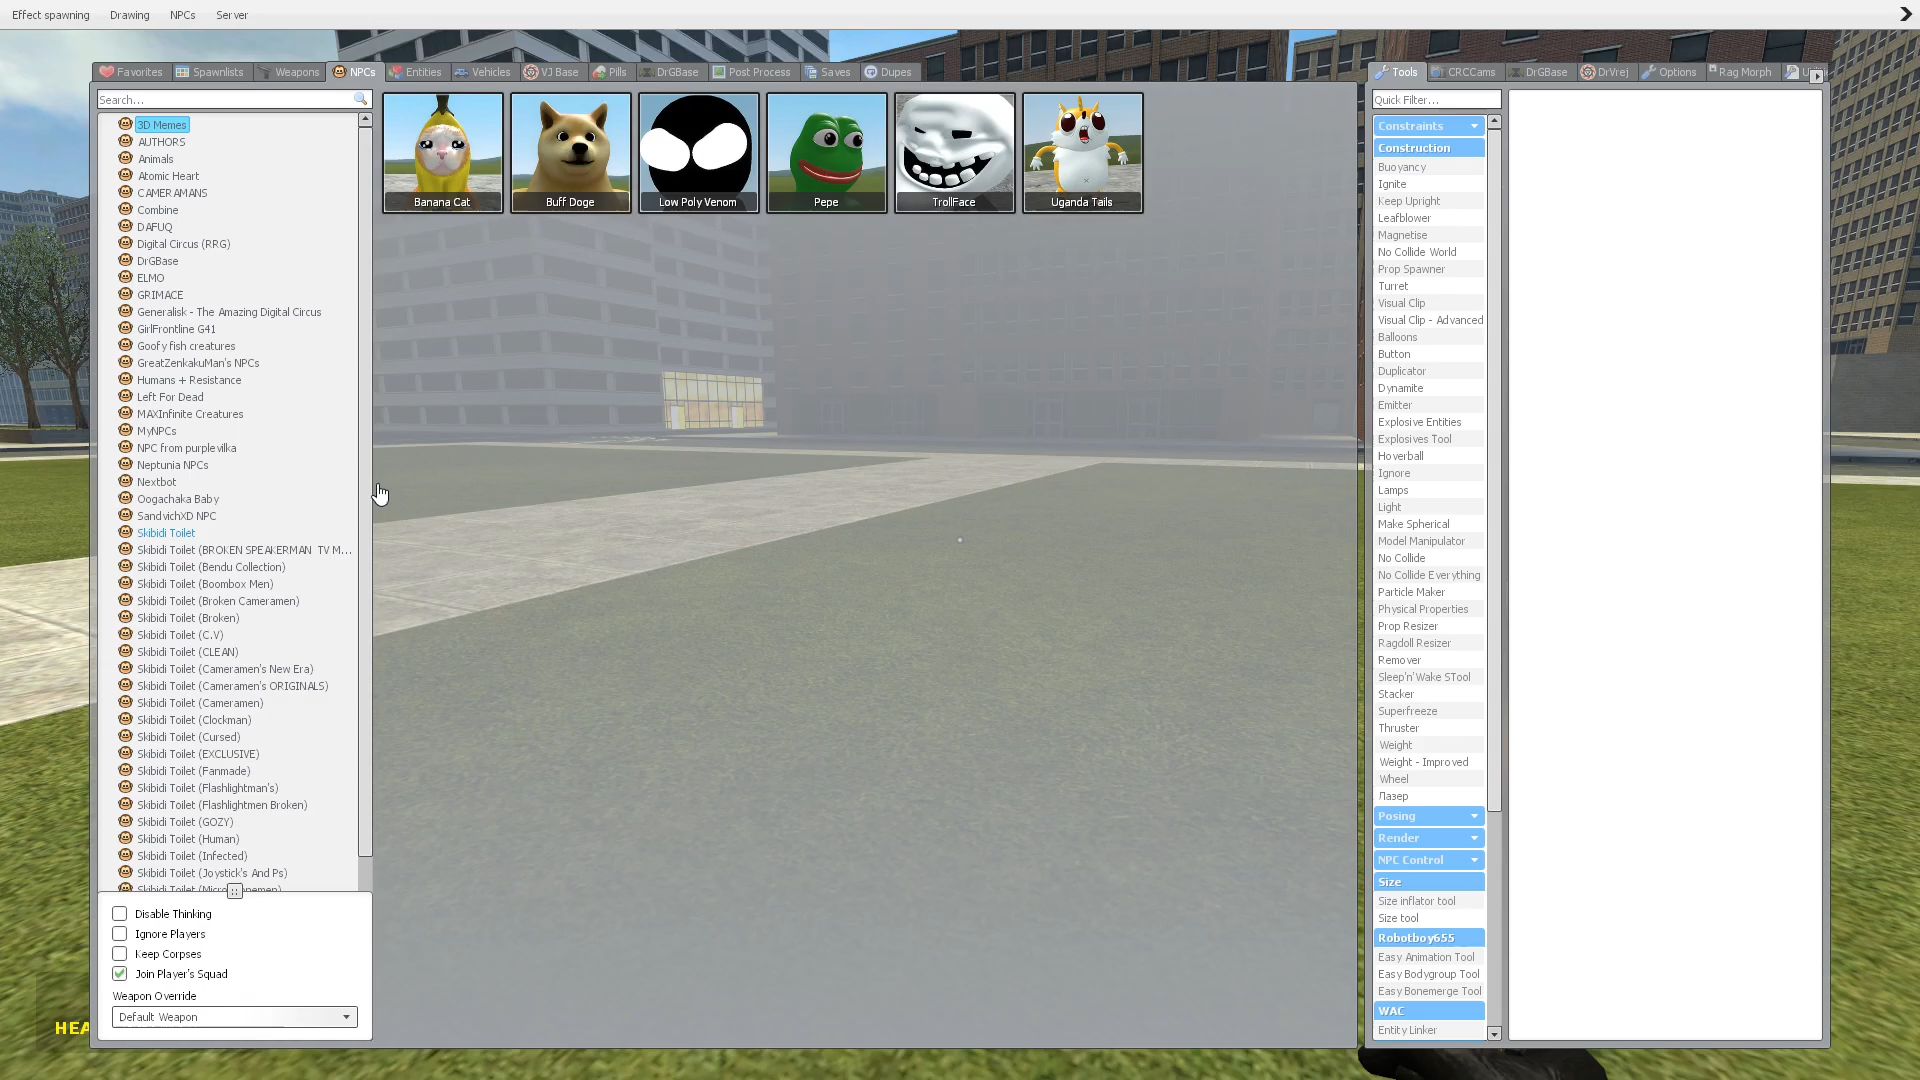 Effect spawning Drawing NPCs Server
Favorites Spawnlists Weapons NPCs Entities Vehicles VJ Base Pills DrGBase Post Process Saves Dupes
Tools CRCCams DrGBase DrVrej Options Rag Morph
Search...
3D Memes
AUTHORS
Animals
Atomic Heart
CAMERAMANS
Combine
DAFUQ
Digital Circus (RRG)
DrGBase
ELMO
GRIMACE
Generalisk - The Amazing Digital Circus
GirlFrontline G41
Goofy fish creatures
GreatZenkakuMan's NPCs
Humans + Resistance
Left For Dead
MAXInfinite Creatures
MyNPCs
NPC from purplevilka
Neptunia NPCs
Nextbot
Oogachaka Baby
SandvichXD NPC
Skibidi Toilet
Skibidi Toilet (BROKEN SPEAKERMAN TV M...
Skibidi Toilet (Bendu Collection)
Skibidi Toilet (Boombox Men)
Skibidi Toilet (Broken Cameramen)
Skibidi Toilet (Broken)
Skibidi Toilet (C.V)
Skibidi Toilet (CLEAN)
Skibidi Toilet (Cameramen's New Era)
Skibidi Toilet (Cameramen's ORIGINALS)
Skibidi Toilet (Cameramen)
Skibidi Toilet (Clockman)
Skibidi Toilet (Cursed)
Skibidi Toilet (EXCLUSIVE)
Skibidi Toilet (Fanmade)
Skibidi Toilet (Flashlightman's)
Skibidi Toilet (Flashlightmen Broken)
Skibidi Toilet (GOZY)
Skibidi Toilet (Human)
Skibidi Toilet (Infected)
Skibidi Toilet (Joystick's And Ps)
Skibidi Toilet
Disable Thinking
Ignore Players
Keep Corpses
Join Player's Squad
Weapon Override
Default Weapon
HEA
Banana Cat
Buff Doge
Low Poly Venom
Pepe
TrollFace
Uganda Tails
Quick Filter...
Constraints
Construction
Buoyancy
Ignite
Keep Upright
Leafblower
Magnetise
No Collide World
Prop Spawner
Turret
Visual Clip
Visual Clip - Advanced
Balloons
Button
Duplicator
Dynamite
Emitter
Explosive Entities
Explosives Tool
Hoverball
Ignore
Lamps
Light
Make Spherical
Model Manipulator
No Collide
No Collide Everything
Particle Maker
Physical Properties
Prop Resizer
Ragdoll Resizer
Remover
Sleep'n'Wake STool
Stacker
Superfreeze
Thruster
Weight
Weight - Improved
Wheel
Лазер
Posing
Render
NPC Control
Size
Size inflator tool
Size tool
Robotboy655
Easy Animation Tool
Easy Bodygroup Tool
Easy Bonemerge Tool
WAC
Entity Linker